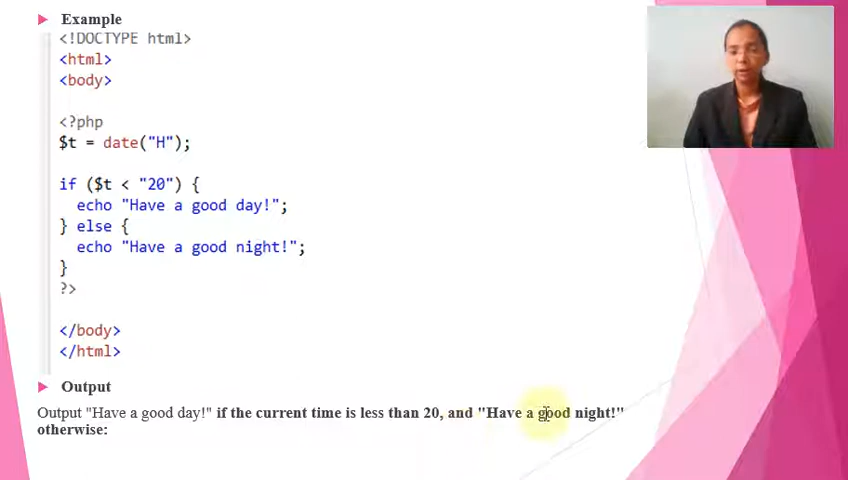 Example
<!DOCTYPE html>
<html>
<body>
<?php
$t = date("H");
if ($t < "20") {
  echo "Have a good day!";
} else {
  echo "Have a good night!";
}
?>
</body>
</html>
Output
Output "Have a good day!" if the current time is less than 20, and "Have a good night!"
otherwise: